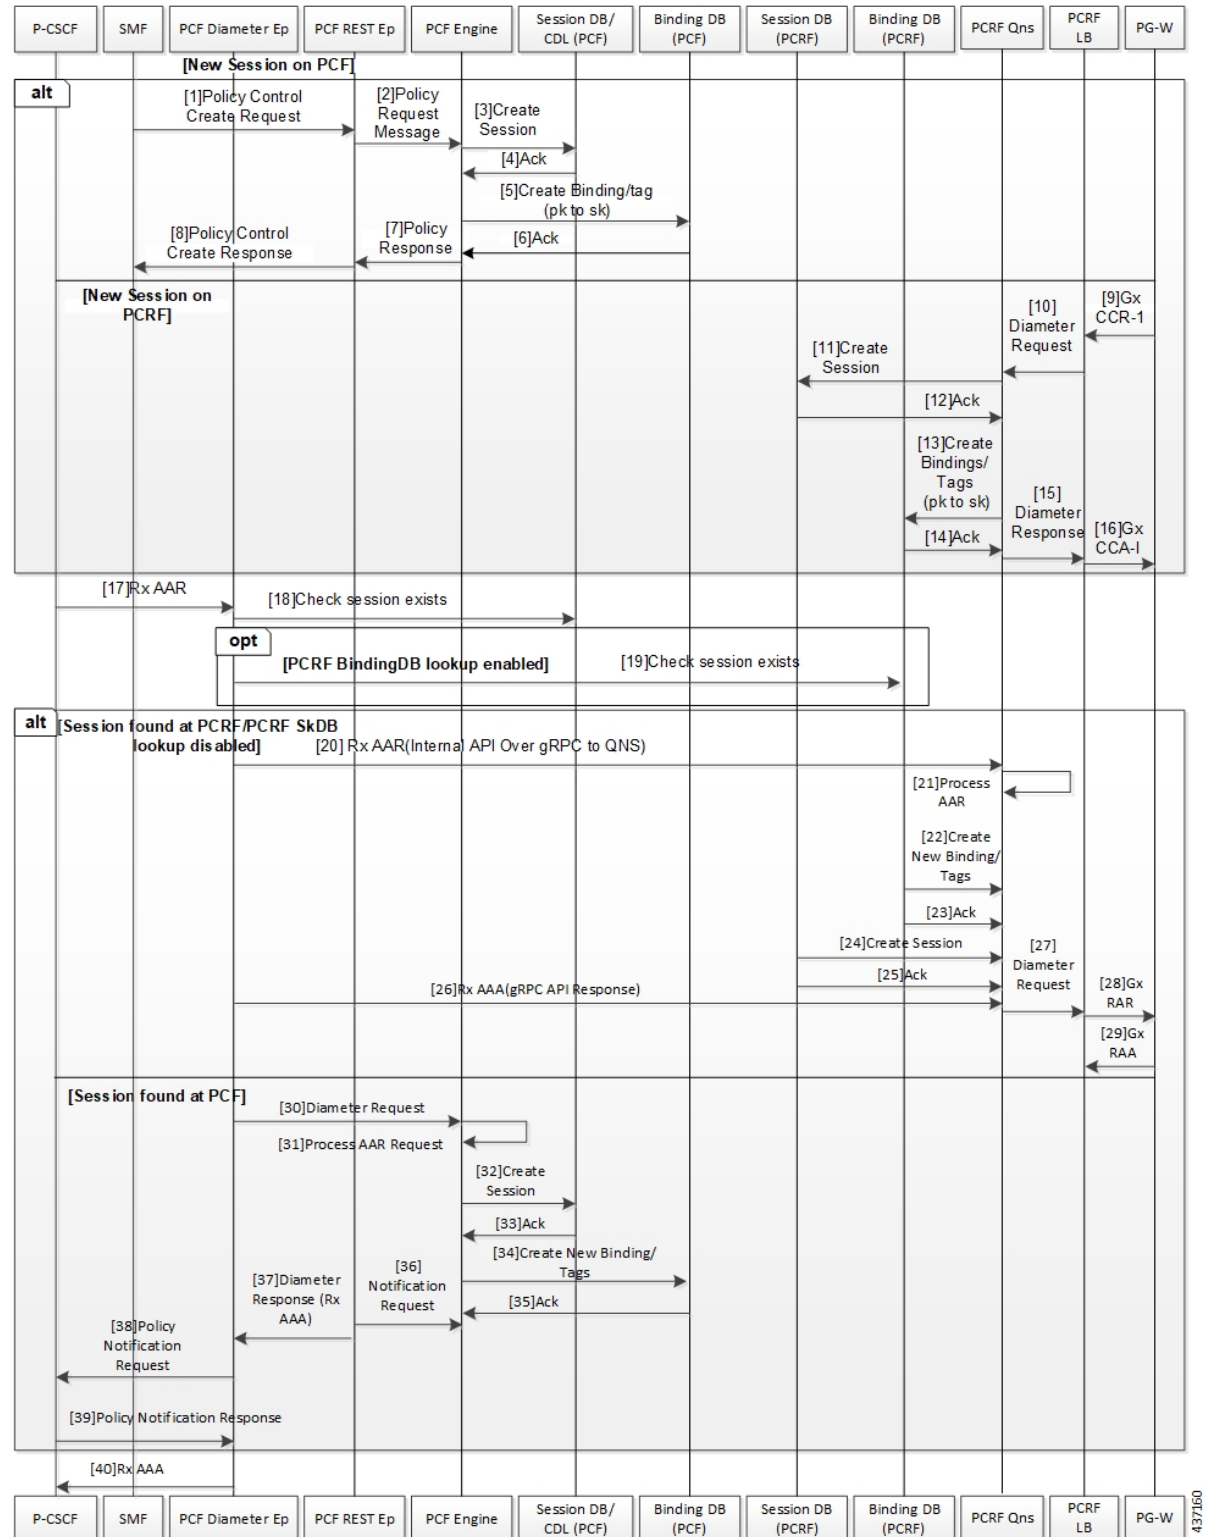 P-CSCF
SMF
PCF Diameter Ep
PCF REST Ep
PCF Engine
Session DB/
CDL (PCF)
Binding DB
(PCF)
Session DB
(PCRF)
Binding DB
(PCRF)
PCRF Qns
PCRF
LB
PG-W
[New Session on PCF]
alt
[1]Policy Control
Create Request
[2]Policy
Request
Message
[3]Create
Session
[4]Ack
[5]Create Binding/tag
(pk to sk)
[6]Ack
[7]Policy
Response
[8]Policy Control
Create Response
[New Session on
PCRF]
[9]Gx
CCR-1
[10]
Diameter
Request
[11]Create
Session
[12]Ack
[13]Create
Bindings/
Tags
(pk to sk)
[14]Ack
[15]
Diameter
Response
[16]Gx
CCA-I
[17]Rx AAR
[18]Check session exists
opt
[PCRF BindingDB lookup enabled]
[19]Check session exists
alt
[Session found at PCRF/PCRF SkDB
lookup disabled]
[20] Rx AAR(Internal API Over gRPC to QNS)
[21]Process
AAR
[22]Create
New Binding/
Tags
[23]Ack
[24]Create Session
[25]Ack
[26]Rx AAA(gRPC API Response)
[27]
Diameter
Request
[28]Gx
RAR
[29]Gx
RAA
[Session found at PCF]
[30]Diameter Request
[31]Process AAR Request
[32]Create
Session
[33]Ack
[34]Create New Binding/
Tags
[35]Ack
[36]
Notification
Request
[37]Diameter
Response (Rx
AAA)
[38]Policy
Notification
Request
[39]Policy Notification Response
[40]Rx AAA
P-CSCF
SMF
PCF Diameter Ep
PCF REST Ep
PCF Engine
Session DB/
CDL (PCF)
Binding DB
(PCF)
Session DB
(PCRF)
Binding DB
(PCRF)
PCRF Qns
PCRF
LB
PG-W
437160